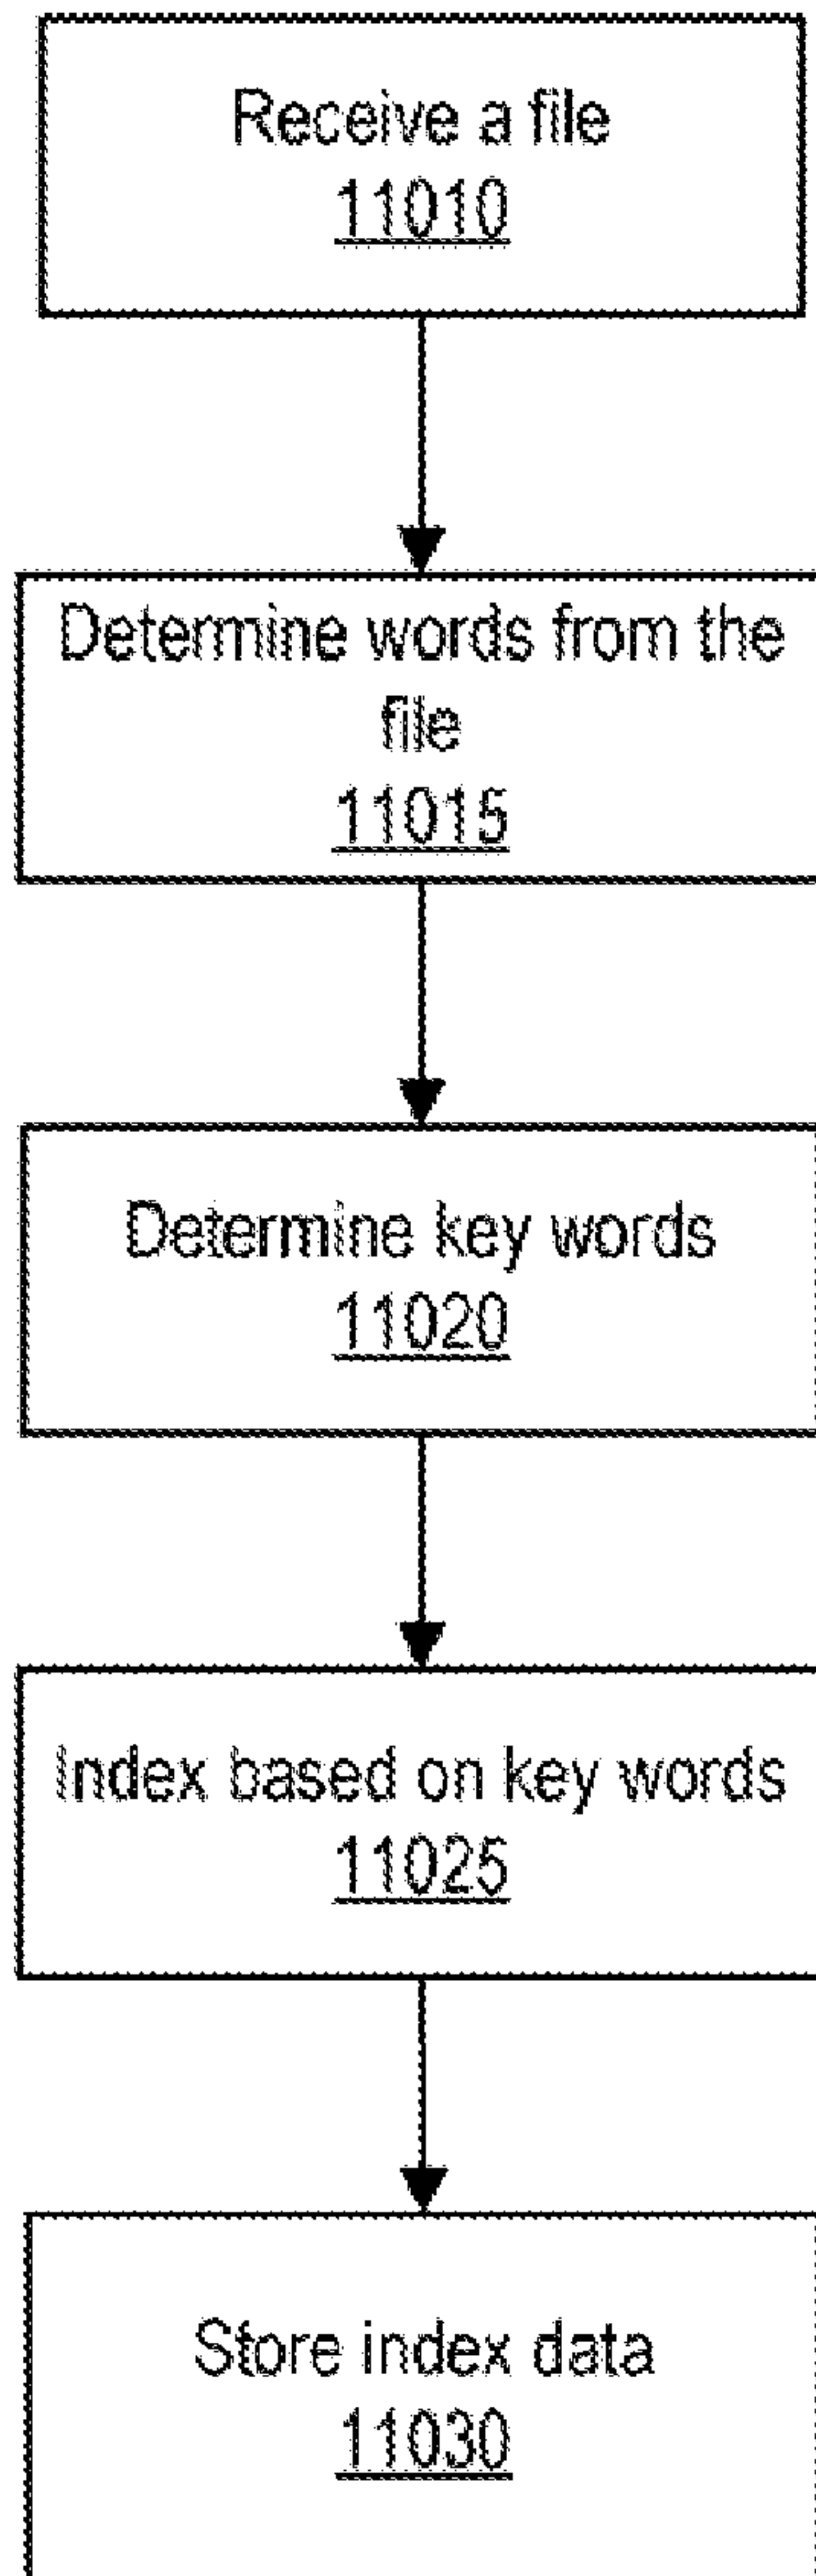 Receive a file
11010
Determine words from the
file
11015
Determine key words
11020
Index based on key words
11025
Store index data
11030